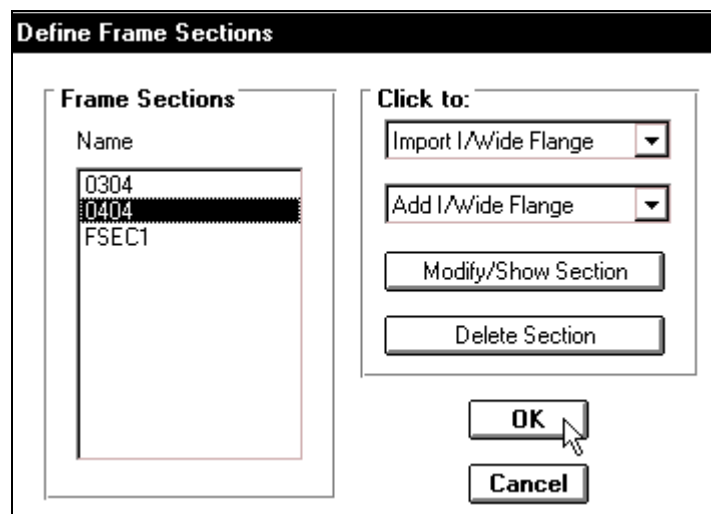 Define Frame Sections
Frame Sections
Name
0304
0404
FSEC1
Click to:
Import I/Wide Flange
Add I/Wide Flange
Modify/Show Section
Delete Section
OK
Cancel